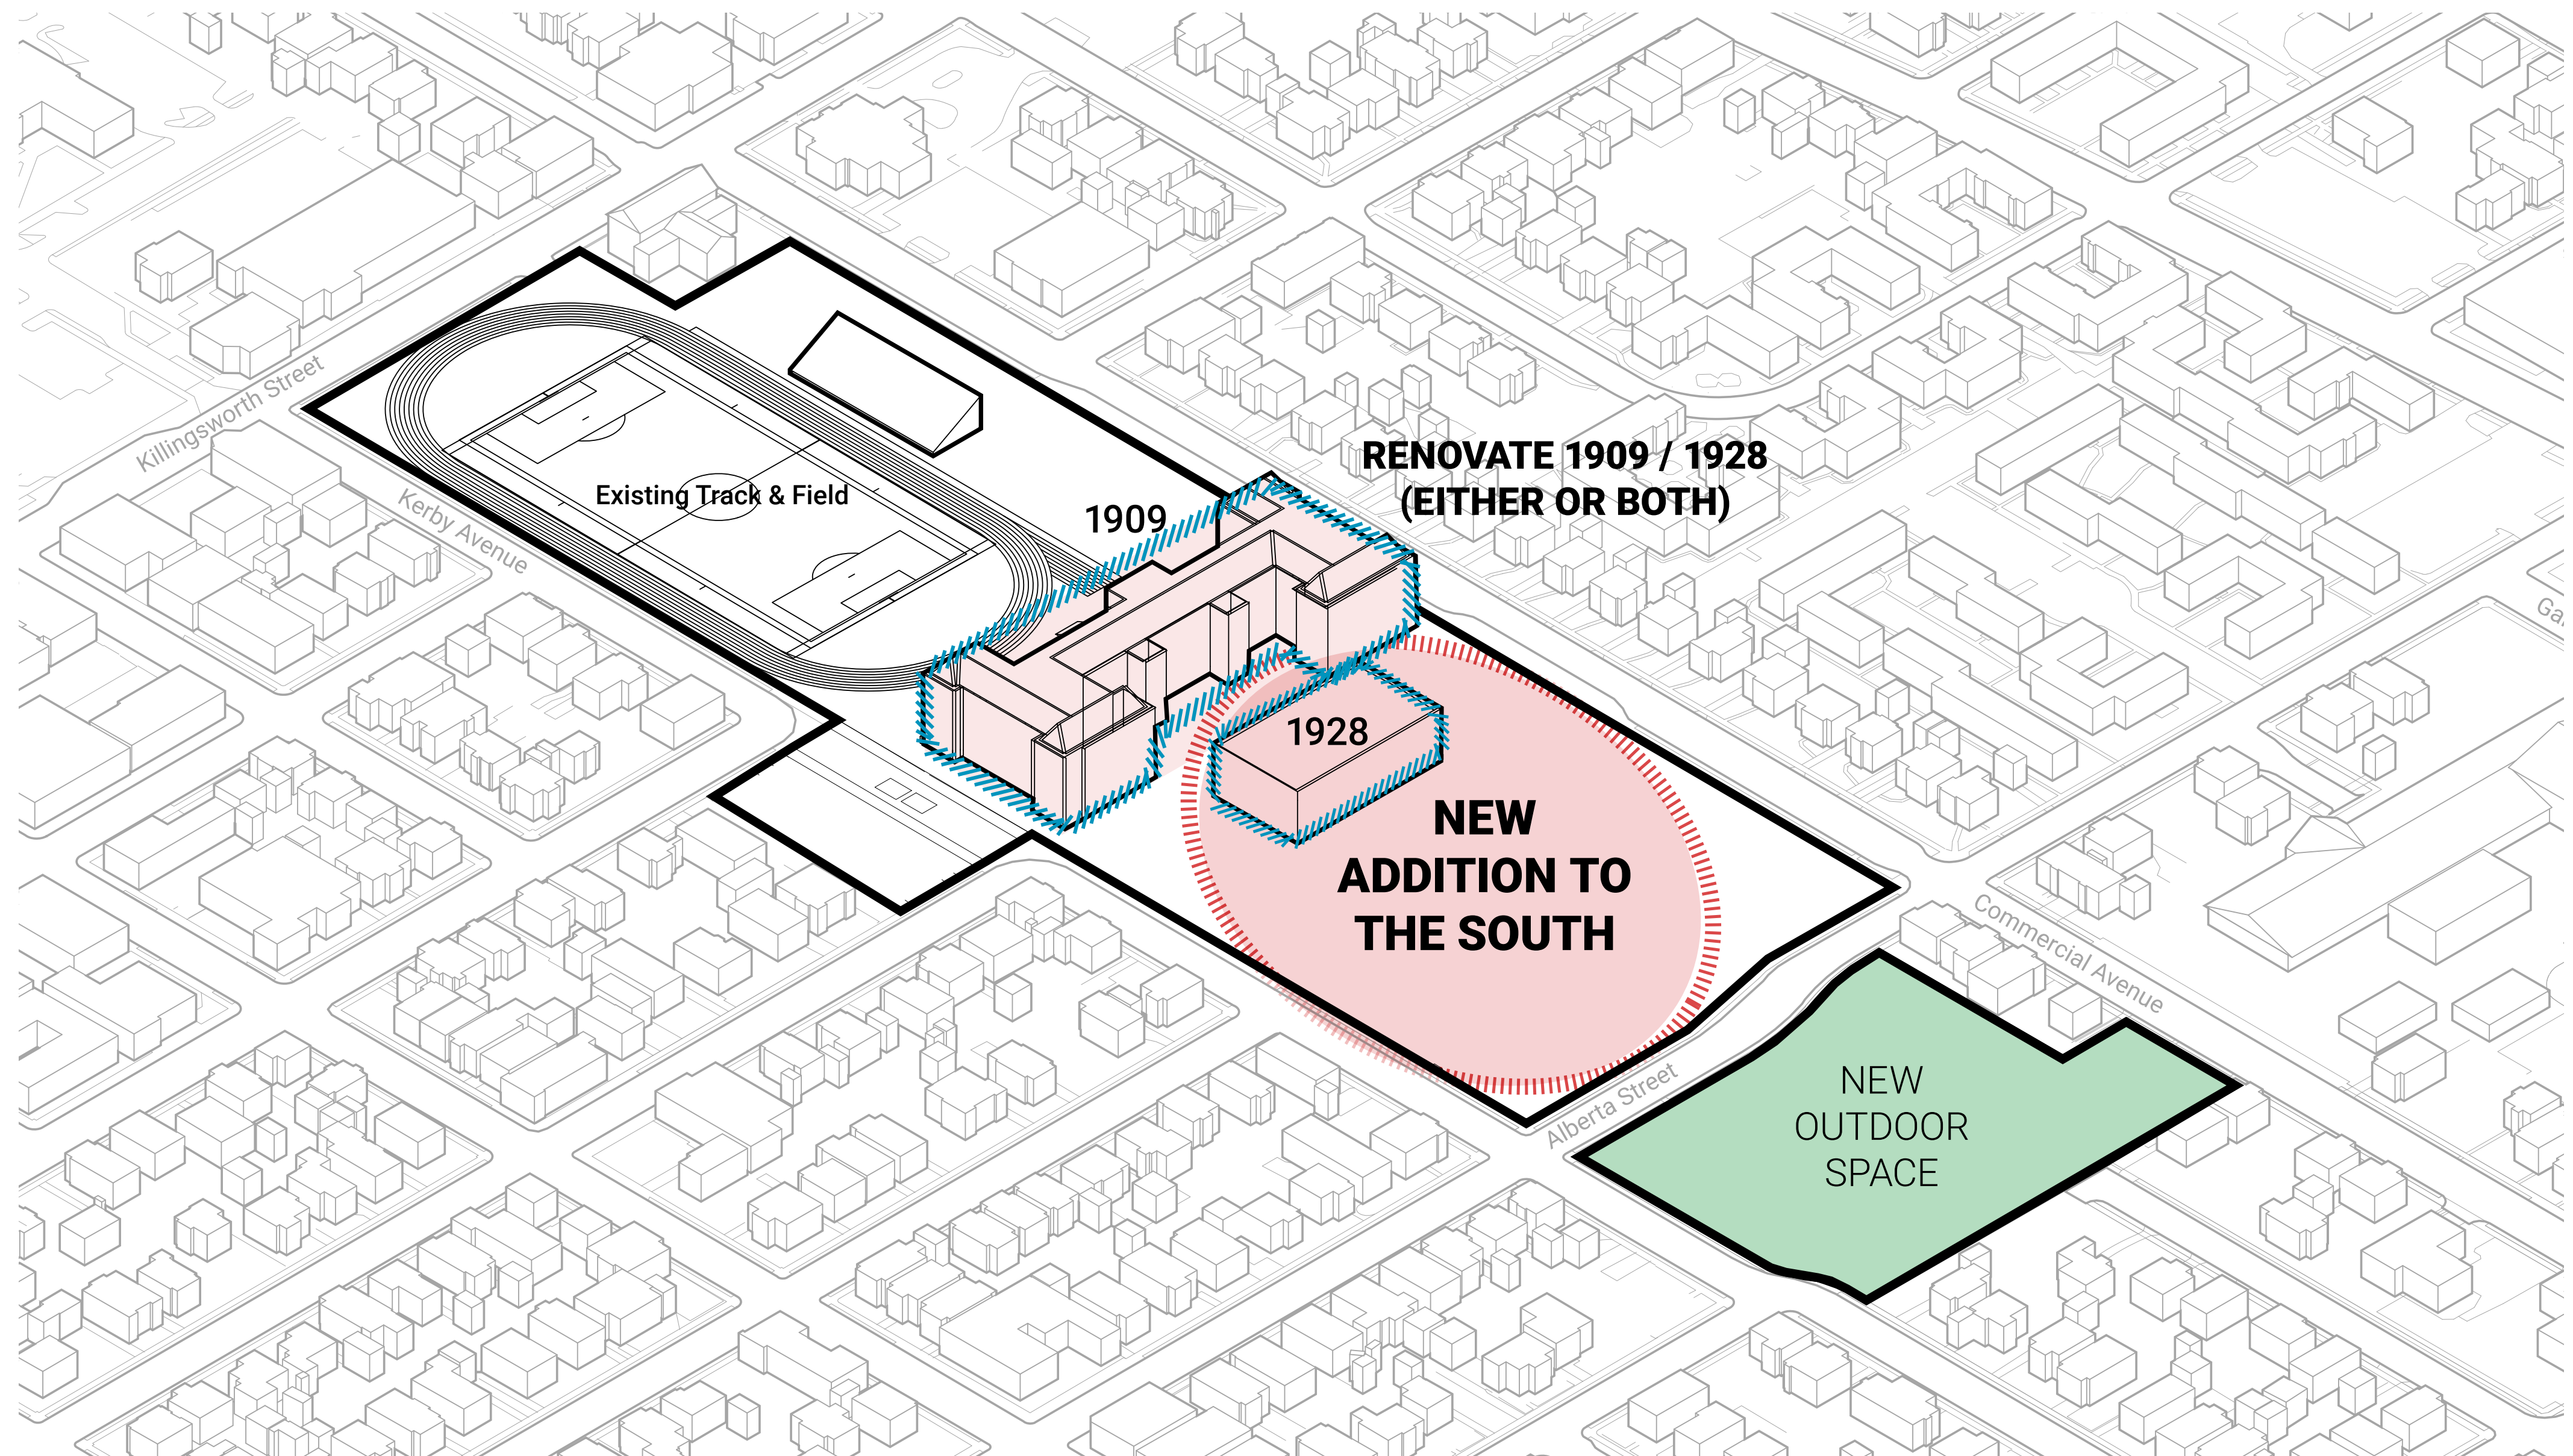 Killingsworth Street
Kerby Avenue
Existing Track & Field
1909
RENOVATE 1909 / 1928
(EITHER OR BOTH)
1928
NEW
ADDITION TO
THE SOUTH
Alberta Street
Commercial Avenue
NEW
OUTDOOR
SPACE